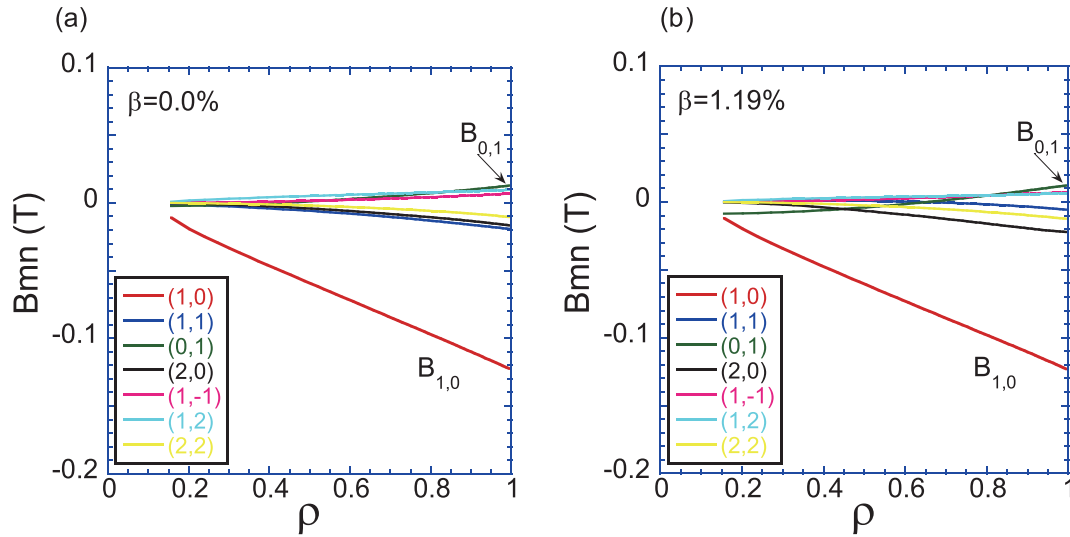 (a)
0.1
0
-0.1
-0.2
Bmn (T)
β=0.0%
B0,1
B1,0
(1,0)
(1,1)
(0,1)
(2,0)
(1,-1)
(1,2)
(2,2)
0 0.2 0.4 0.6 0.8 1
ρ
(b)
0.1
0
-0.1
-0.2
Bmn (T)
β=1.19%
B0,1
B1,0
(1,0)
(1,1)
(0,1)
(2,0)
(1,-1)
(1,2)
(2,2)
0 0.2 0.4 0.6 0.8 1
ρ